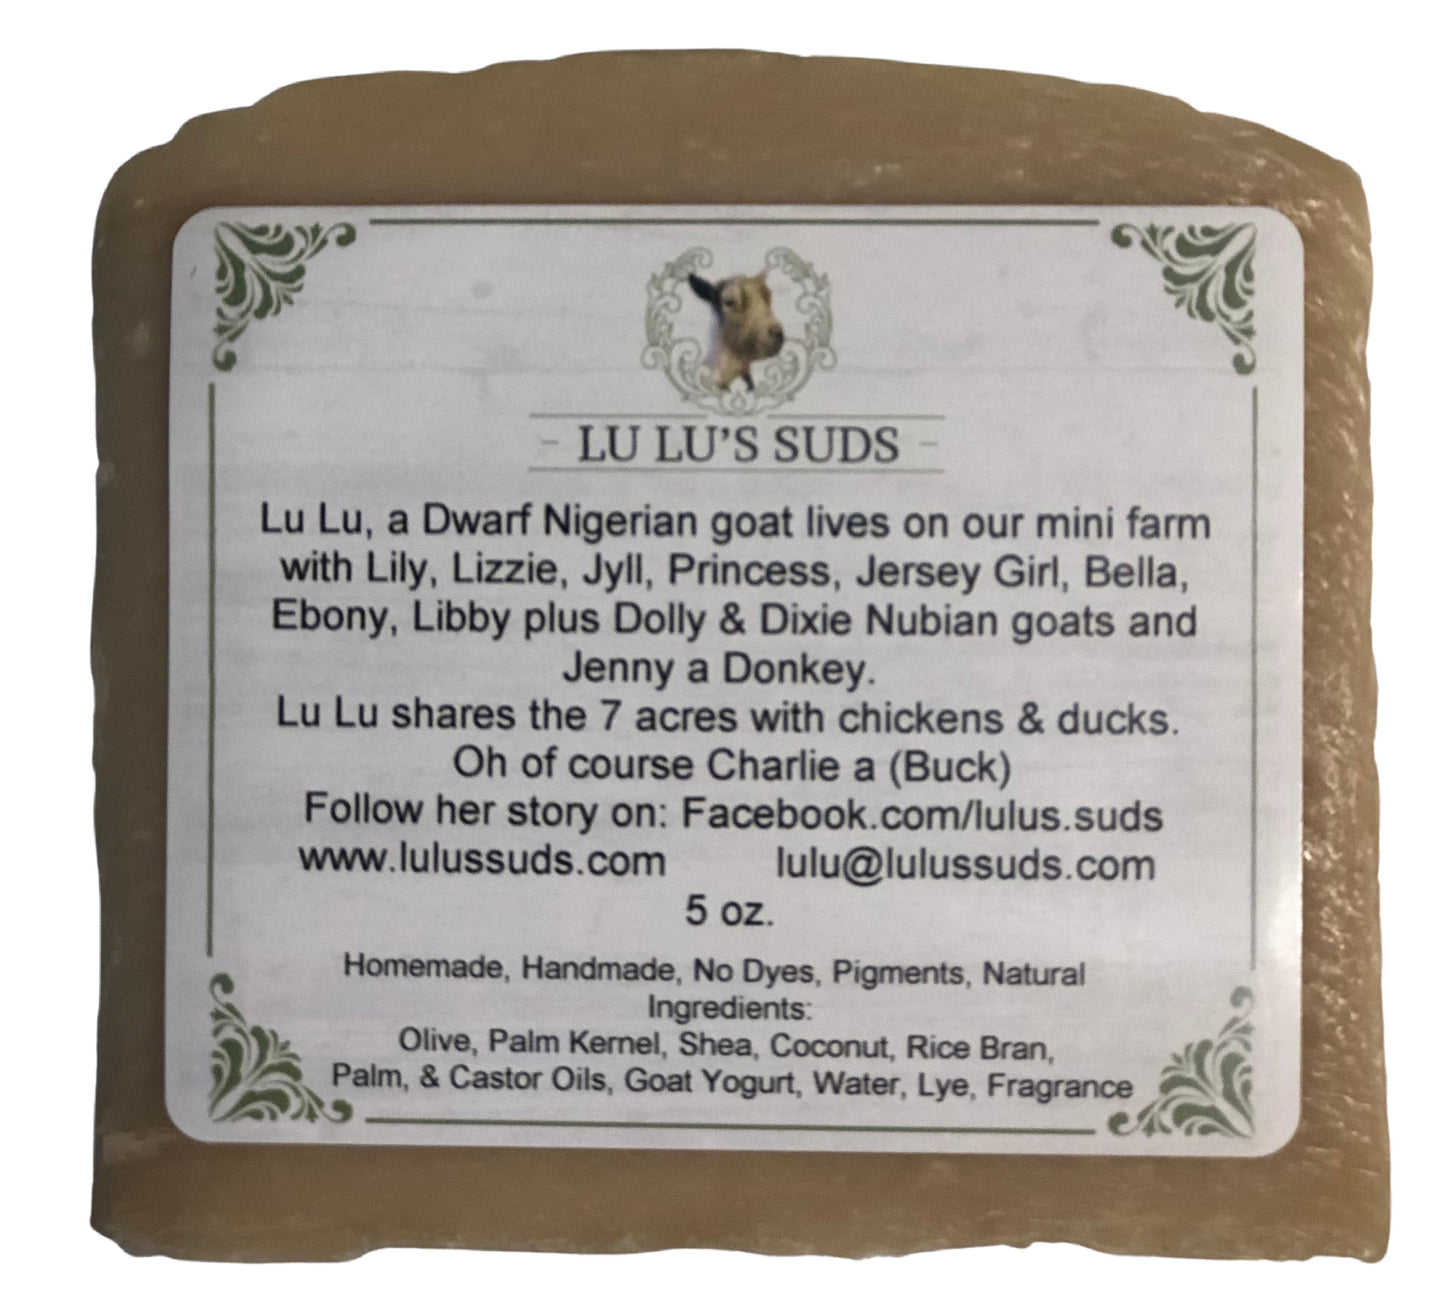 - LU LU'S SUDS -
Lu Lu, a Dwarf Nigerian goat lives on our mini farm
with Lily, Lizzie, Jyll, Princess, Jersey Girl, Bella,
Ebony, Libby plus Dolly & Dixie Nubian goats and
Jenny a Donkey.
Lu Lu shares the 7 acres with chickens & ducks.
Oh of course Charlie a (Buck)
Follow her story on: Facebook.com/lulus.suds
www.lulussuds.com lulu@lulussuds.com
5 oz.
Homemade, Handmade, No Dyes, Pigments, Natural
Ingredients:
Olive, Palm Kernel, Shea, Coconut, Rice Bran,
Palm, & Castor Oils, Goat Yogurt, Water, Lye, Fragrance